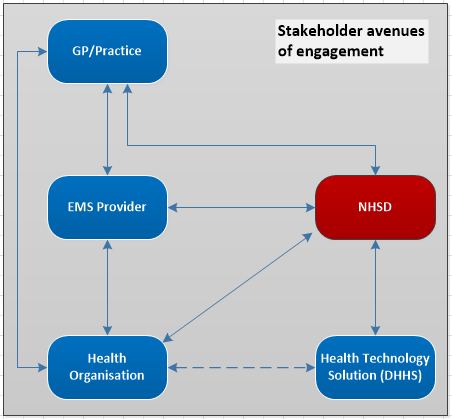 Stakeholder avenues
of engagement
GP/Practice
EMS Provider
NHSD
Health
Organisation
Health Technology
Solution (DHHS)